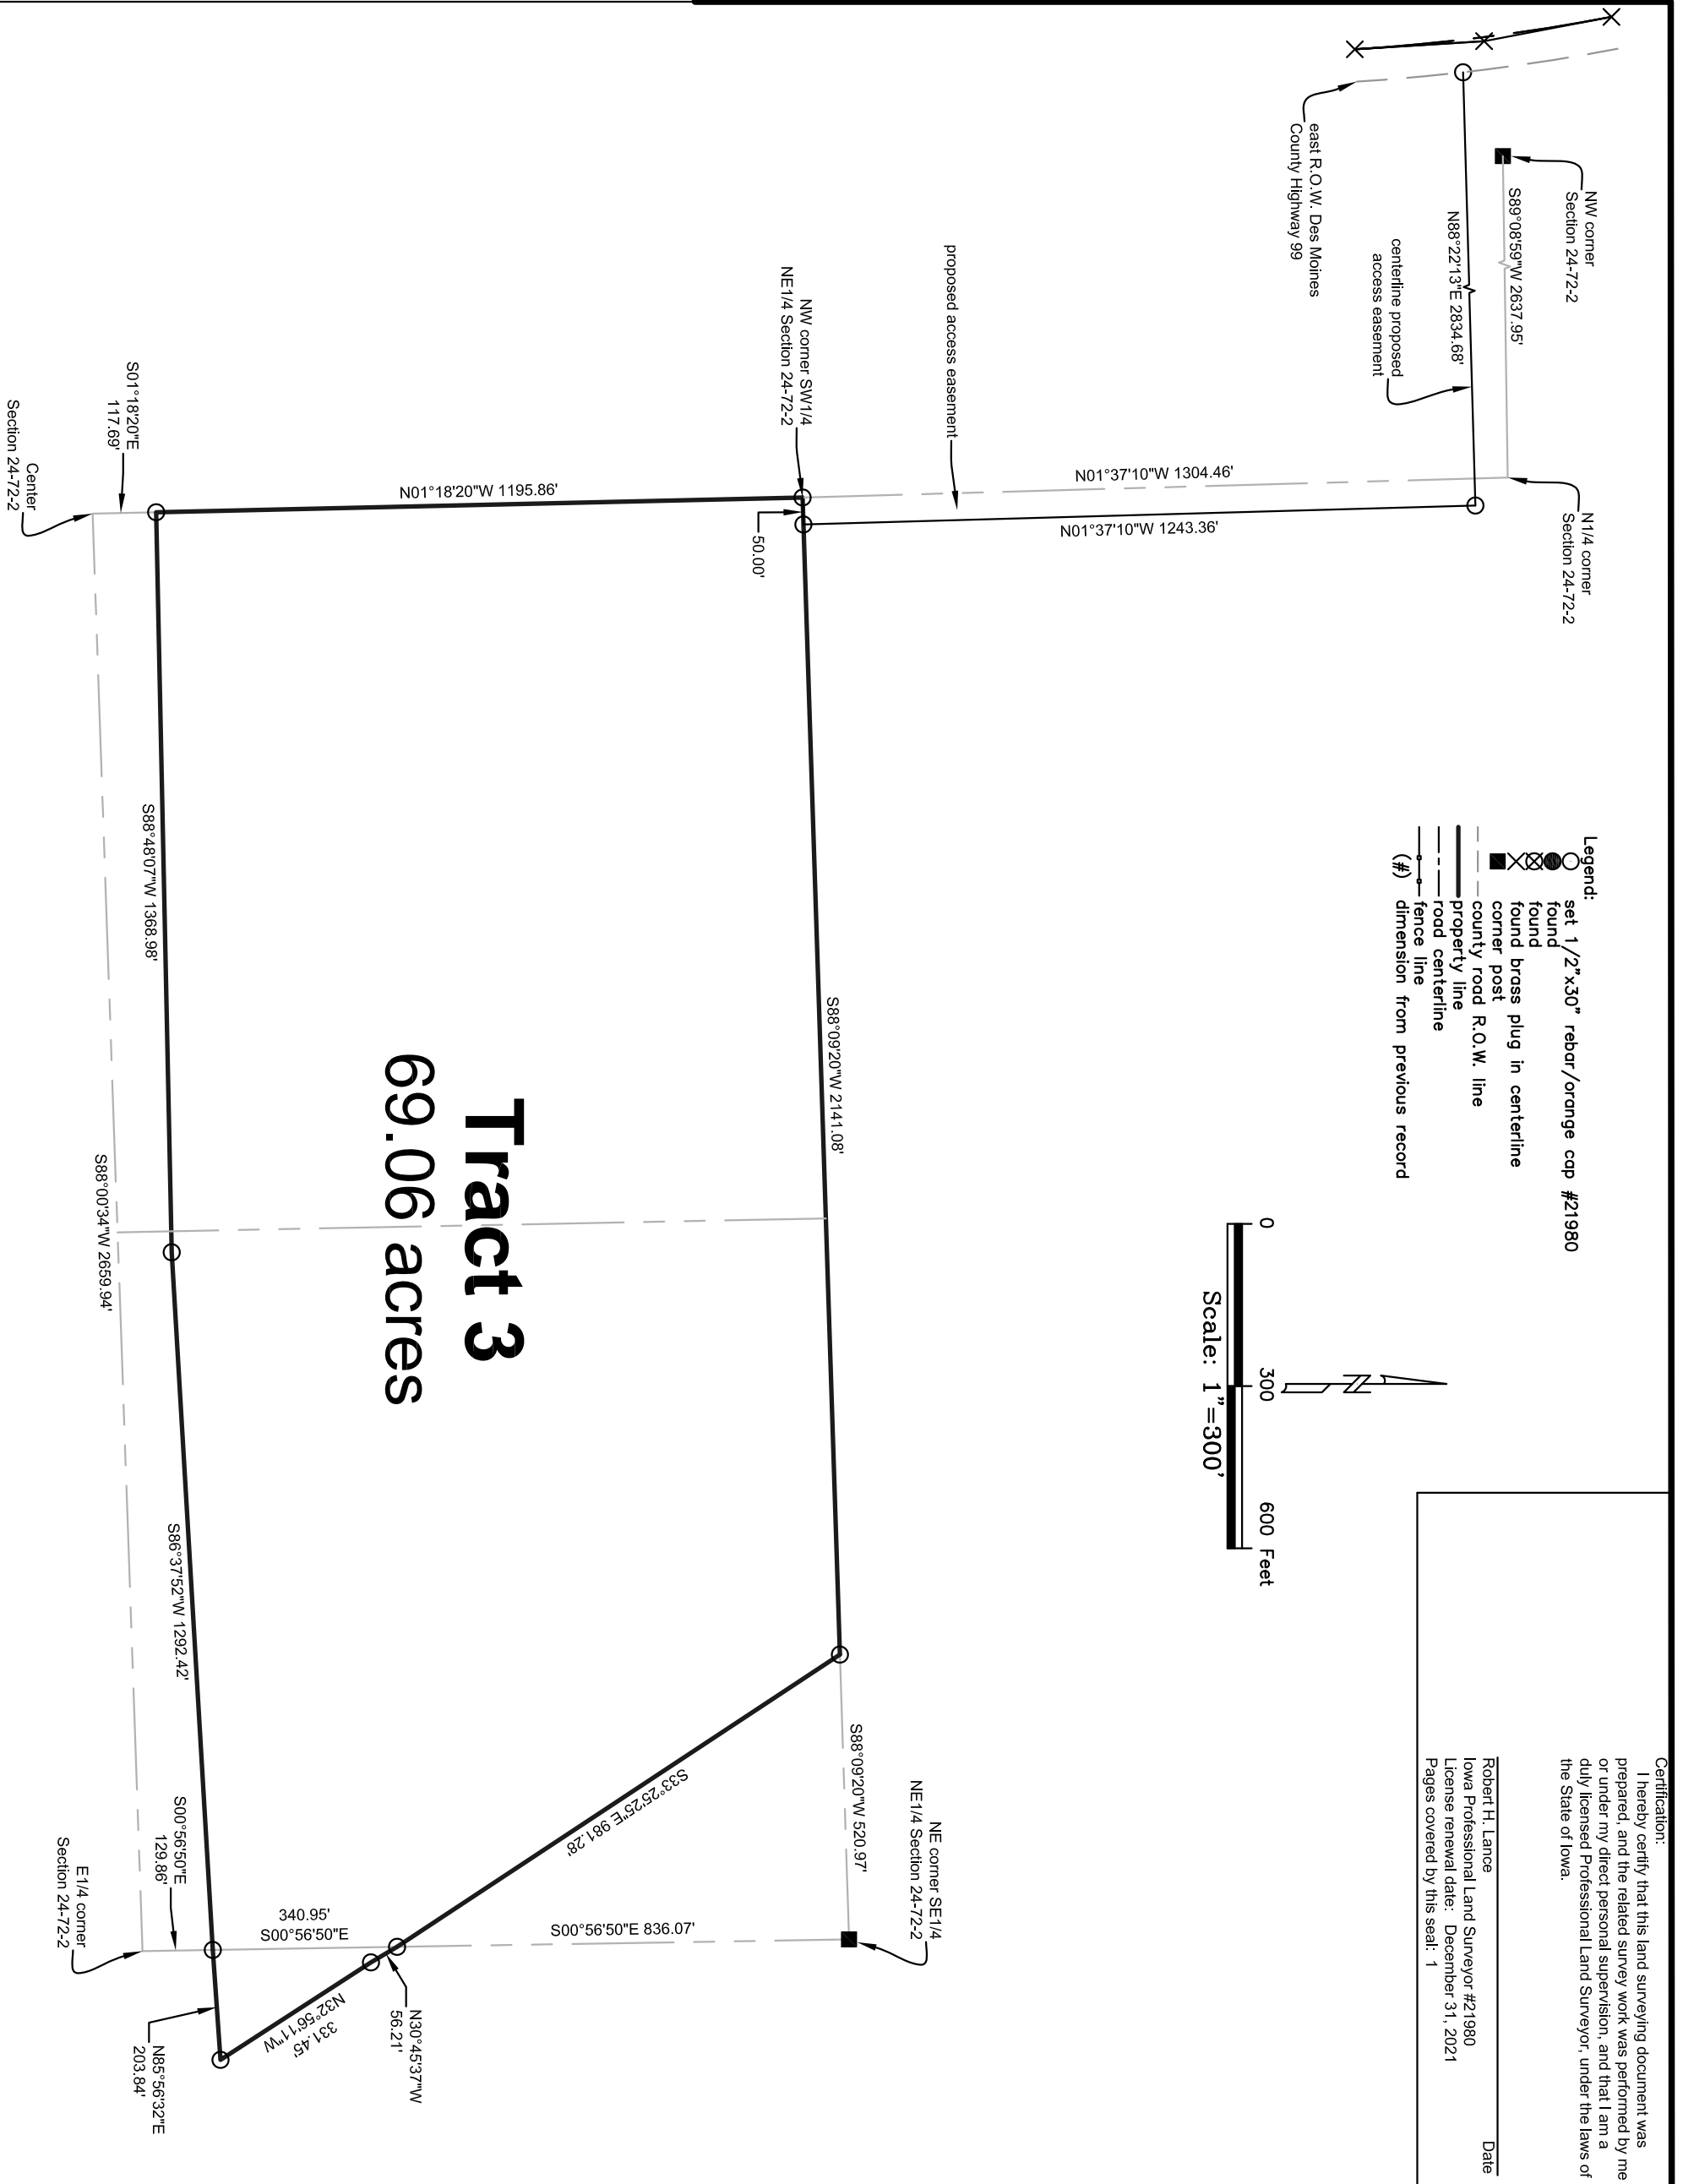 NW corner
Section 24-72-2
S89°08'59"W 2637.95'
N88°22'13"E 2834.68'
centerline proposed
access easement
east R.O.W. Des Moines
County Highway 99
N1/4 corner
Section 24-72-2
N01°37'10"W 1304.46'
N01°37'10"W 1243.36'
proposed access easement
NW corner SW1/4
NE1/4 Section 24-72-2
50.00'
N01°18'20"W 1195.86'
S01°18'20"E
117.69'
Center
Section 24-72-2
Legend:
set 1/2"x30" rebar/orange cap #21980
found
found
found brass plug in centerline
corner post
county road R.O.W. line
property line
road centerline
fence line
(#) dimension from previous record
0 300 600 Feet
Scale: 1"=300'
Certification:
I hereby certify that this land surveying document was
prepared, and the related survey work was performed by me
or under my direct personal supervision, and that I am a
duly licensed Professional Land Surveyor, under the laws of
the State of Iowa.
Robert H. Lance Date
Iowa Professional Land Surveyor #21980
License renewal date: December 31, 2021
Pages covered by this seal: 1
S88°09'20"W 2141.08'
S88°09'20"W 520.97'
NE corner SE1/4
NE1/4 Section 24-72-2
Tract 3
69.06 acres
S33°25'25"E 981.28'
S00°56'50"E 836.07'
N30°45'37"W
56.21'
N32°56'11"W
331.45'
340.95'
S00°56'50"E
S88°48'07"W 1368.98'
S86°37'52"W 1292.42'
N85°56'32"E
203.84'
S00°56'50"E
129.86'
S88°00'34"W 2659.94'
E1/4 corner
Section 24-72-2